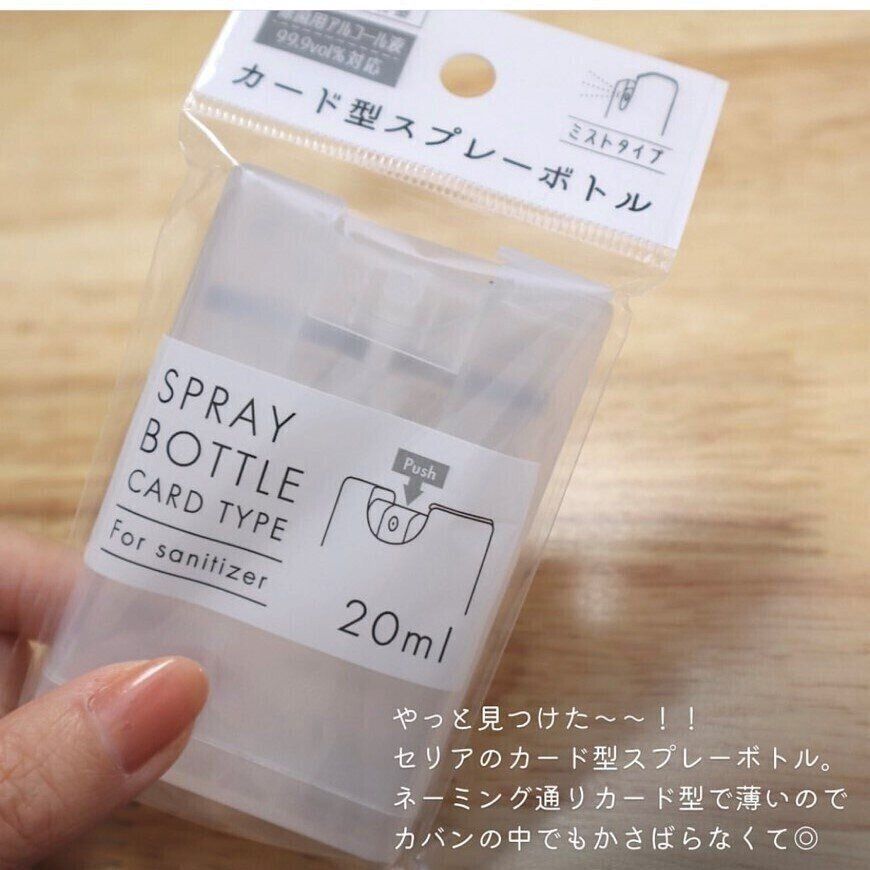 除菌用アルコール液
99.9vol%対応
カード型スプレーボトル
ミストタイプ
SPRAY
BOTTLE
CARD TYPE
For sanitizer
Push
20ml
やっと見つけた〜〜！！
セリアのカード型スプレーボトル。
ネーミング通りカード型で薄いので
カバンの中でもかさばらなくて◎